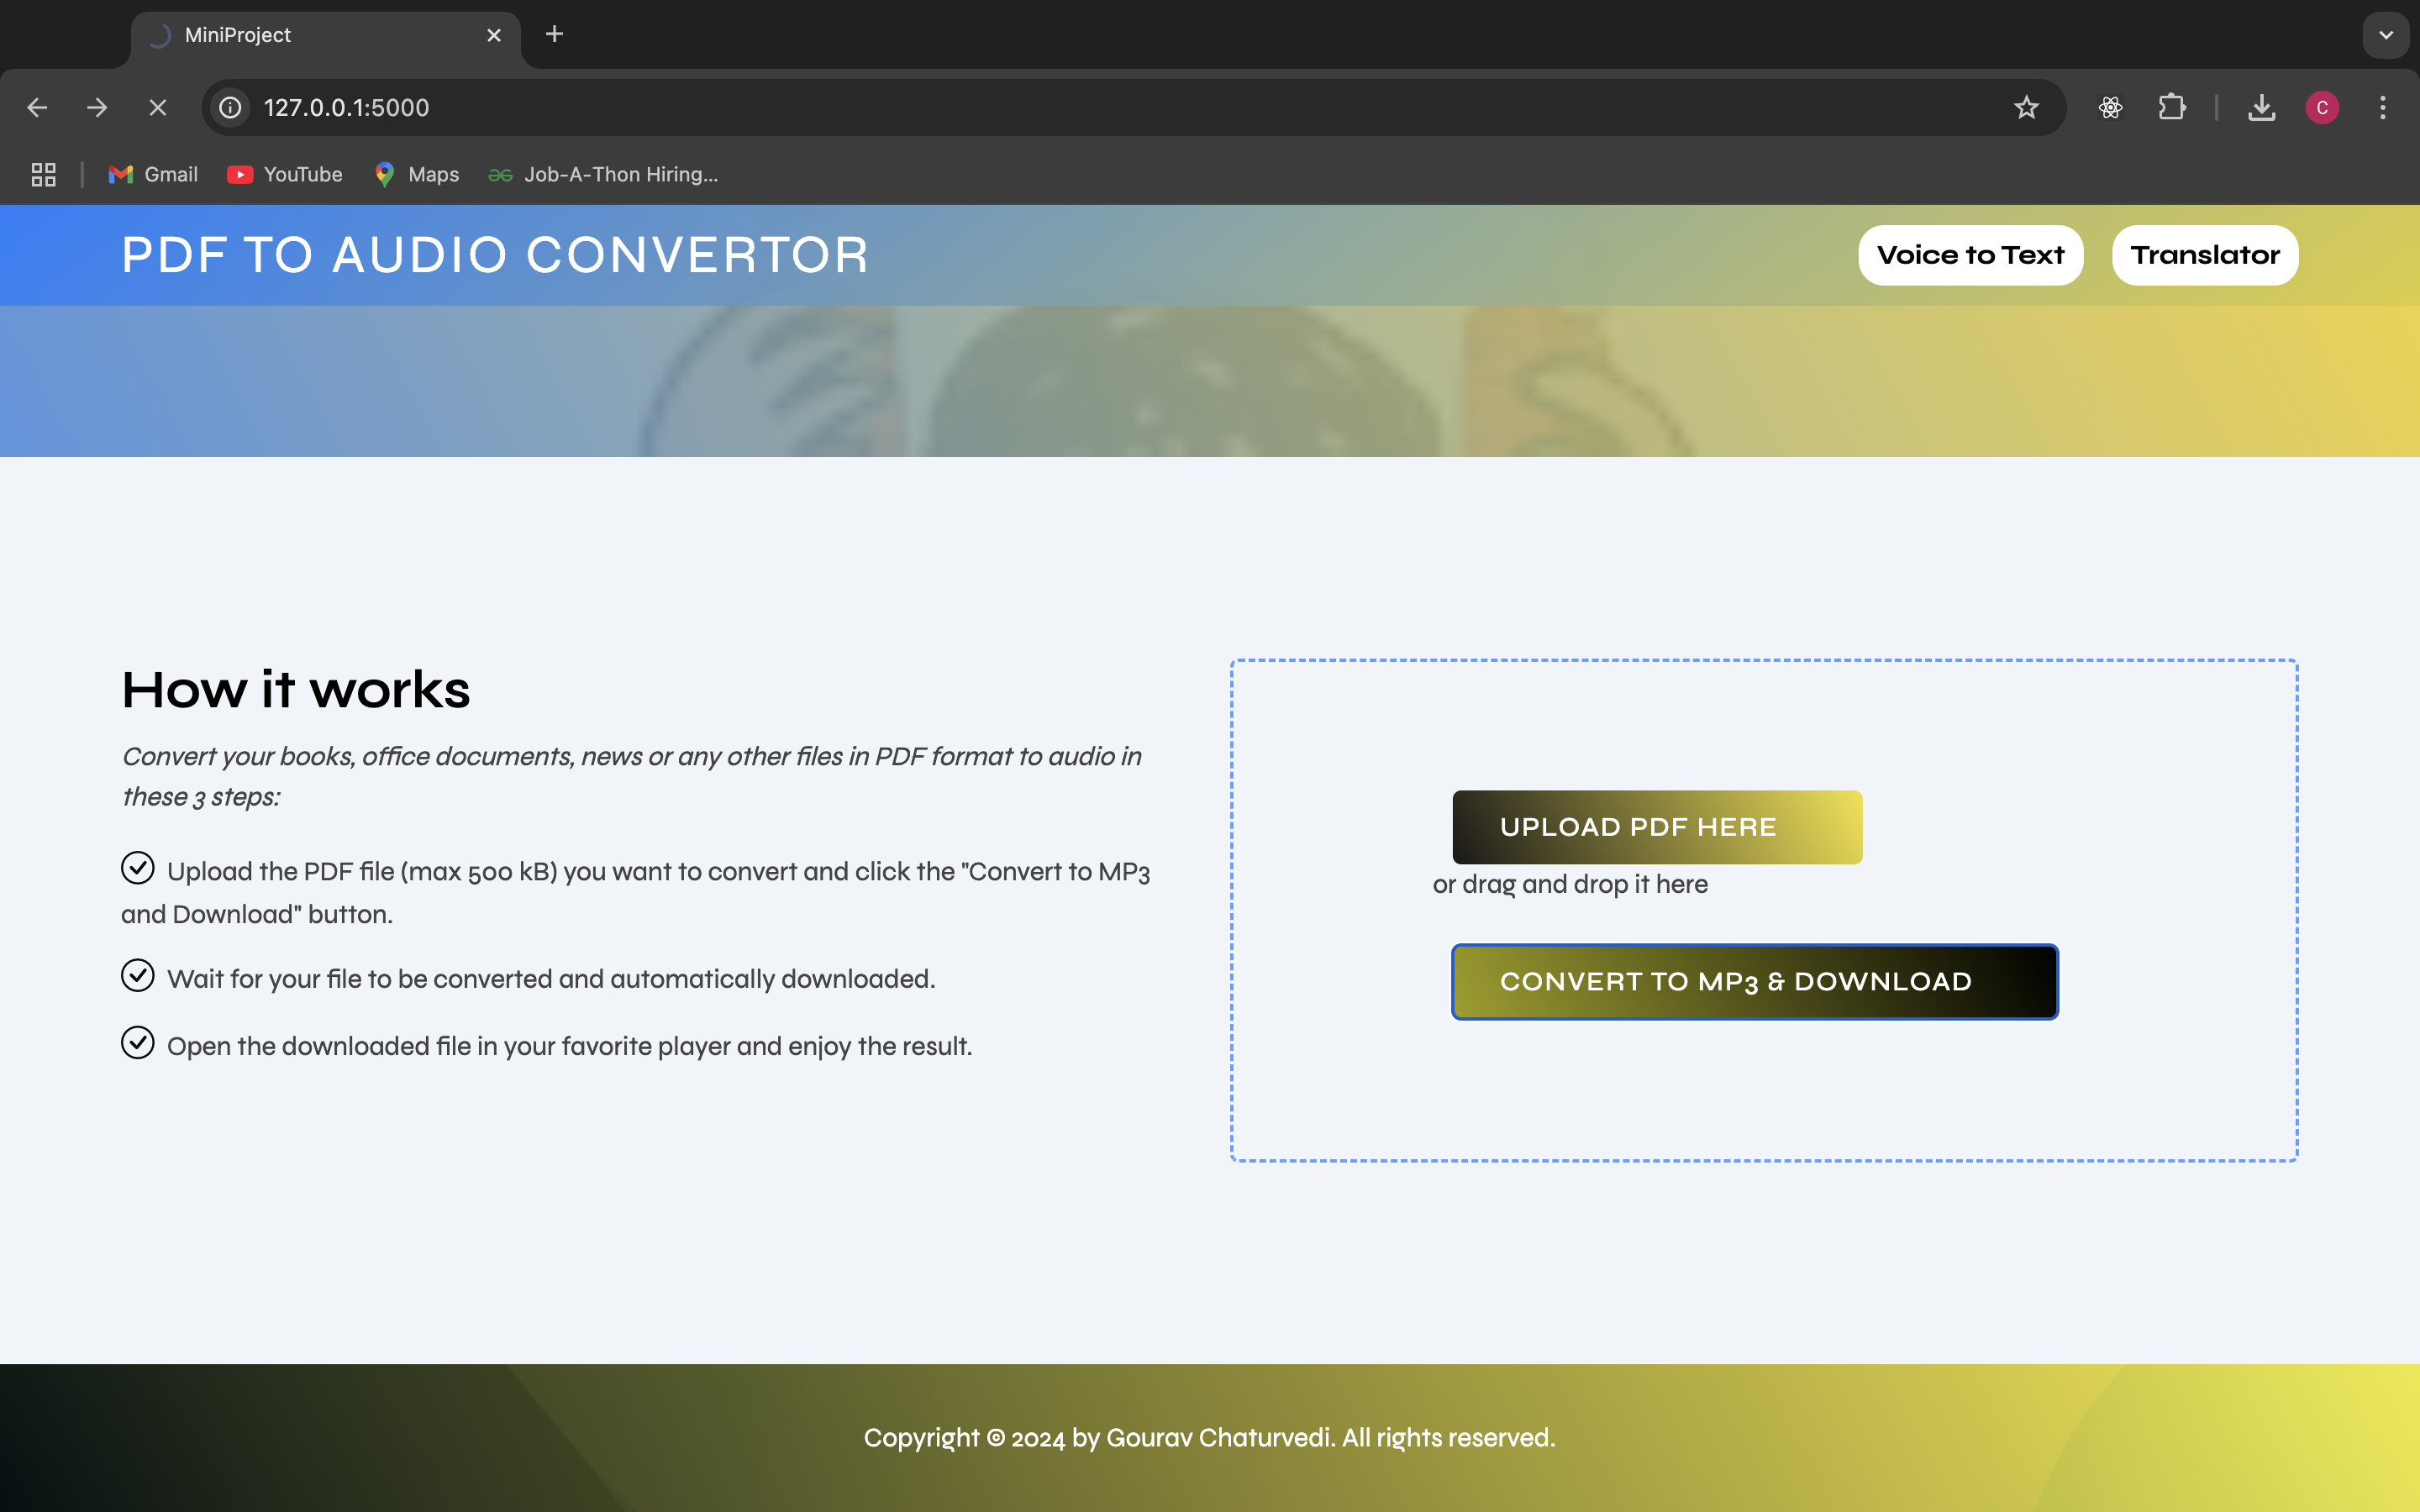 MiniProject
127.0.0.1:5000
C
Gmail YouTube Maps Job-A-Thon Hiring...
PDF TO AUDIO CONVERTOR
Voice to Text Translator
How it works
Convert your books, office documents, news or any other files in PDF format to audio in
these 3 steps:
Upload the PDF file (max 500 kB) you want to convert and click the "Convert to MP3
and Download" button.
Wait for your file to be converted and automatically downloaded.
Open the downloaded file in your favorite player and enjoy the result.
UPLOAD PDF HERE
or drag and drop it here
CONVERT TO MP3 & DOWNLOAD
Copyright © 2024 by Gourav Chaturvedi. All rights reserved.